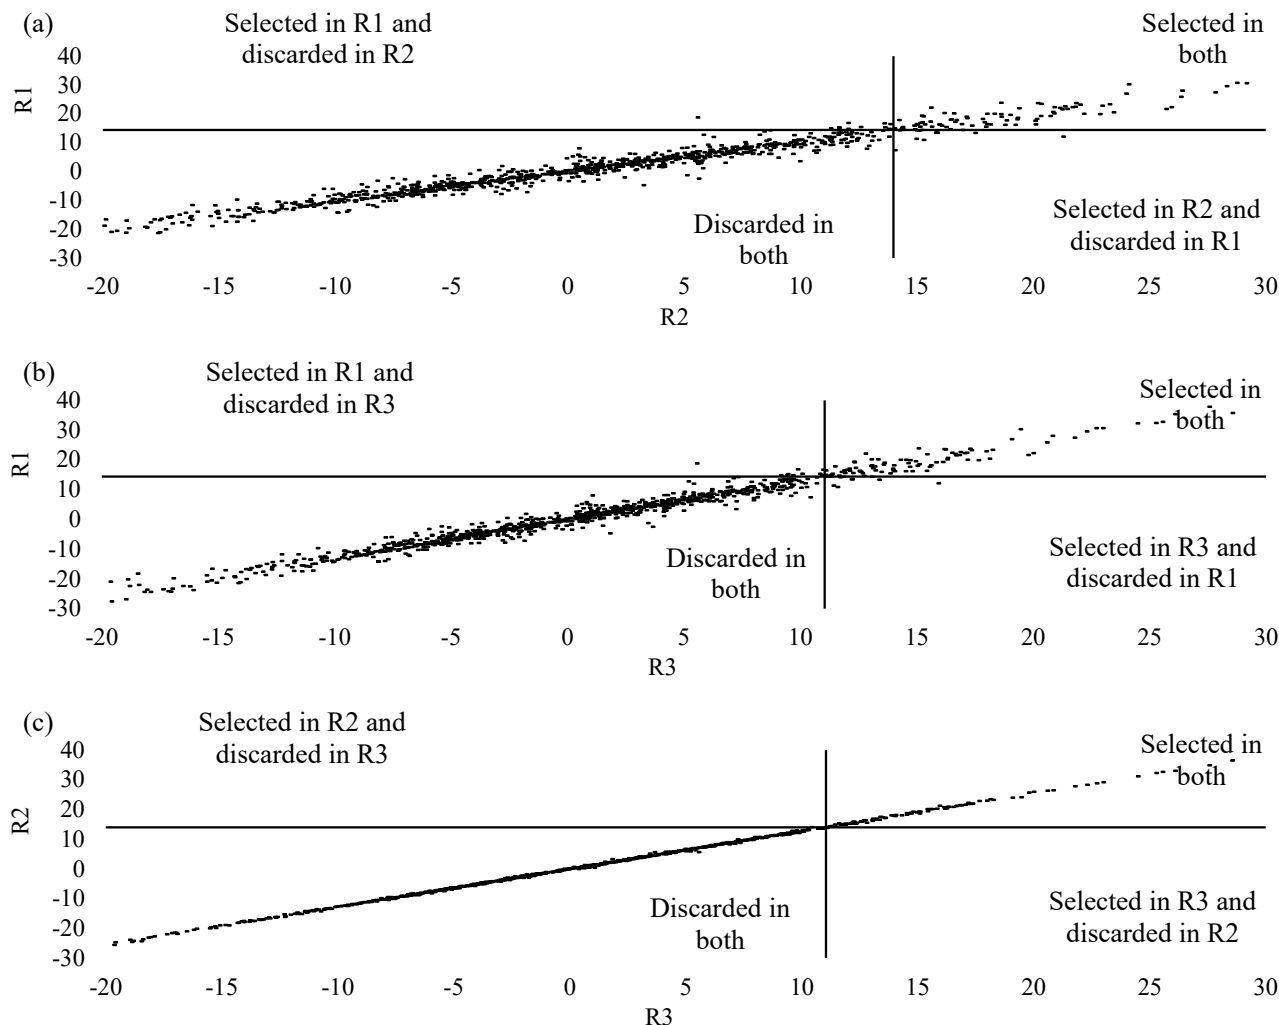 (a)
Selected in R1 and
discarded in R2
Selected in
both
40
30
20
10
0
-10
-20
-30
R1
Discarded in
both
Selected in R2 and
discarded in R1
-20 -15 -10 -5 0 5 10 15 20 25 30
R2
(b)
Selected in R1 and
discarded in R3
Selected in
both
40
30
20
10
0
-10
-20
-30
R1
Discarded in
both
Selected in R3 and
discarded in R1
-20 -15 -10 -5 0 5 10 15 20 25 30
R3
(c)
Selected in R2 and
discarded in R3
Selected in
both
40
30
20
10
0
-10
-20
-30
R2
Discarded in
both
Selected in R3 and
discarded in R2
-20 -15 -10 -5 0 5 10 15 20 25 30
R3